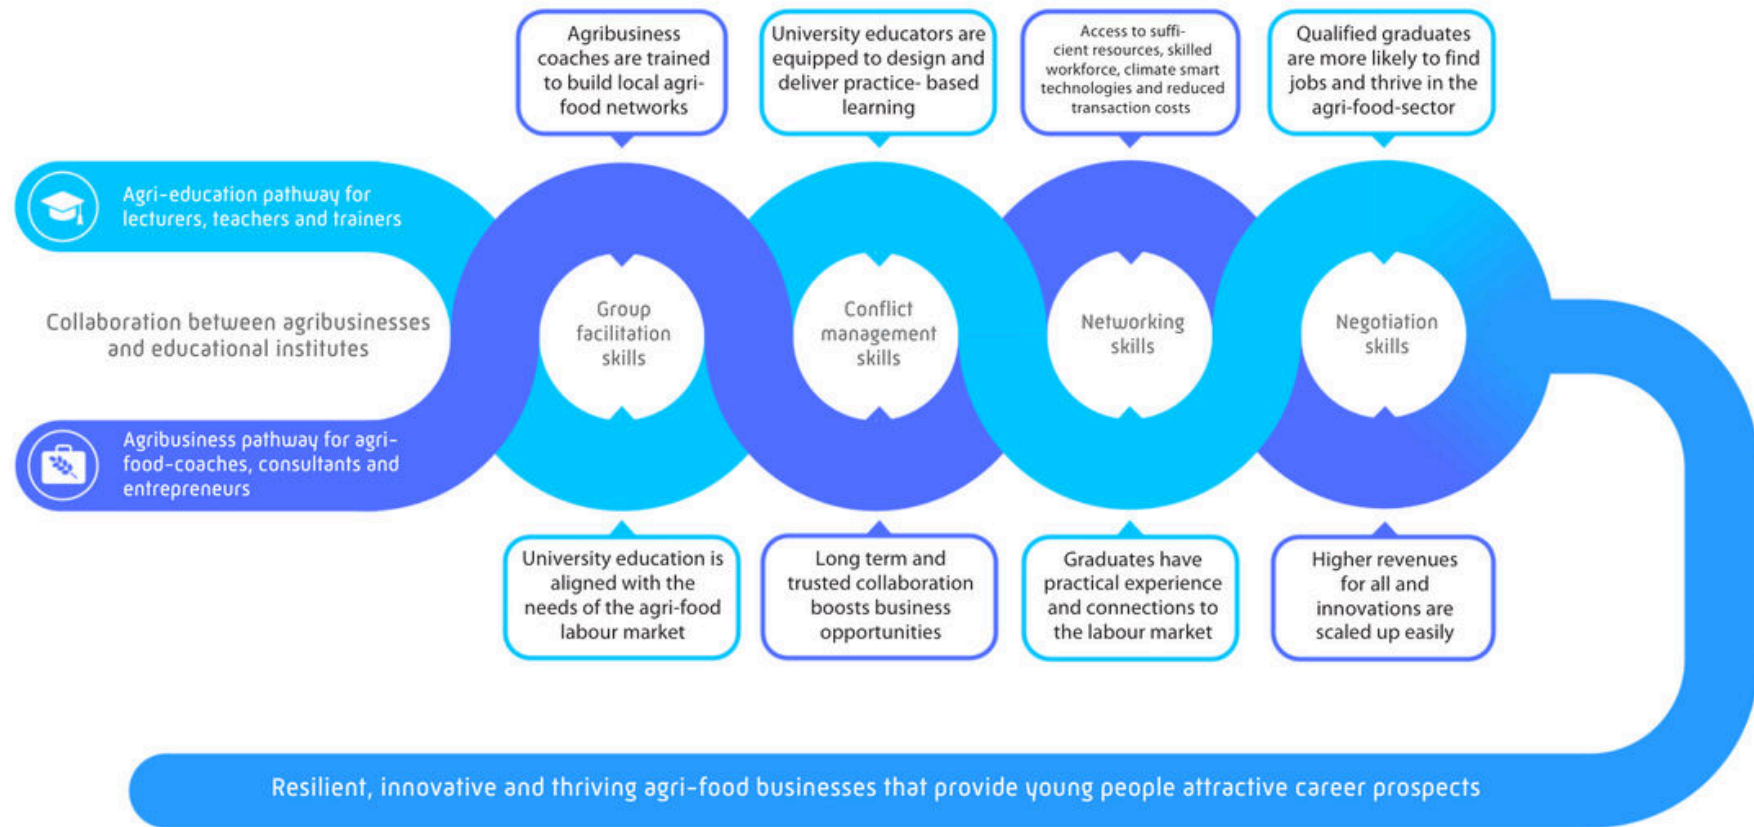 Agribusiness
coaches are trained
to build local agri-
food networks
University educators are
equipped to design and
deliver practice- based
learning
Access to suffi-
cient resources, skilled
workforce, climate smart
technologies and reduced
transaction costs
Qualified graduates
are more likely to find
jobs and thrive in the
agri-food-sector
Agri-education pathway for
lecturers, teachers and trainers
Collaboration between agribusinesses
and educational institutes
Group
facilitation
skills
Conflict
management
skills
Networking
skills
Negotiation
skills
Agribusiness pathway for agri-
food-coaches, consultants and
entrepreneurs
University education is
aligned with the
needs of the agri-food
labour market
Long term and
trusted collaboration
boosts business
opportunities
Graduates have
practical experience
and connections to
the labour market
Higher revenues
for all and
innovations are
scaled up easily
Resilient, innovative and thriving agri-food businesses that provide young people attractive career prospects